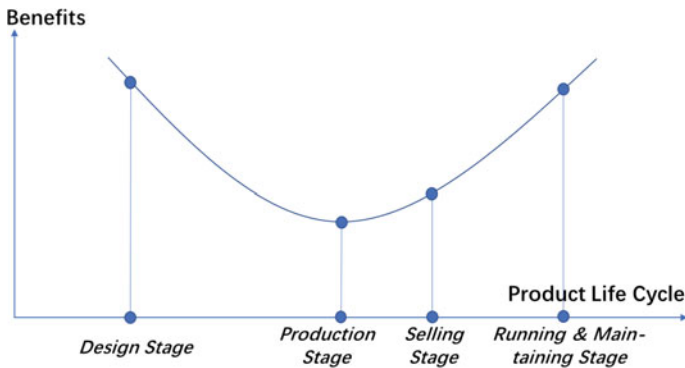 Benefits
Product Life Cycle
Design Stage
Production
Stage
Selling
Stage
Running & Main-
taining Stage